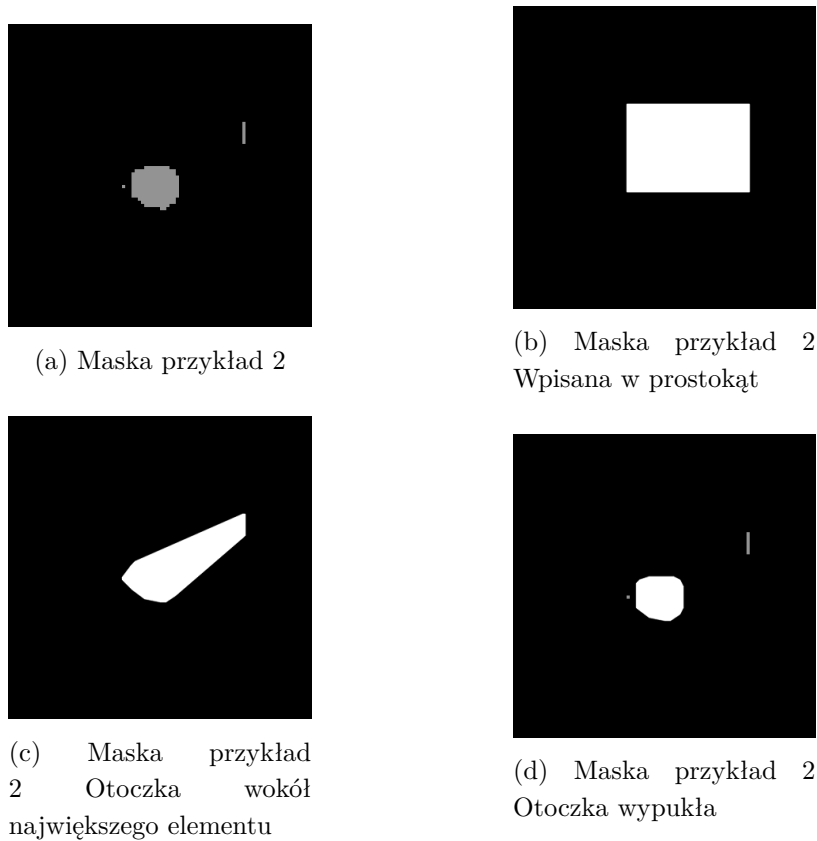 (a) Maska przykład 2
(b) Maska przykład 2
Wpisana w prostokąt
(c) Maska przykład
2 Otoczka wokół
największego elementu
(d) Maska przykład 2
Otoczka wypukła